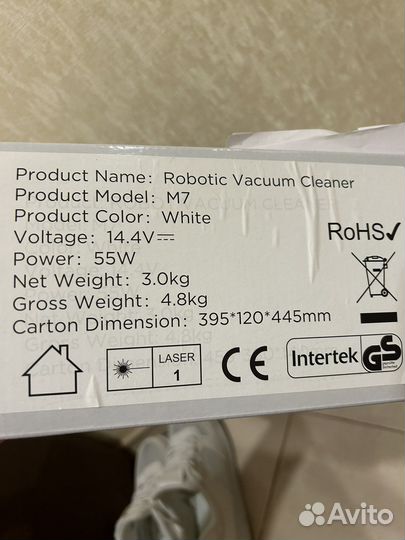 Product Name: Robotic Vacuum Cleaner
Product Model: M7
Product Color: White
Voltage: 14.4V⎓
Power: 55W
Net Weight: 3.0kg
Gross Weight: 4.8kg
Carton Dimension: 395*120*445mm
RoHS✓
LASER
1
CE
Intertek
GS
Avito